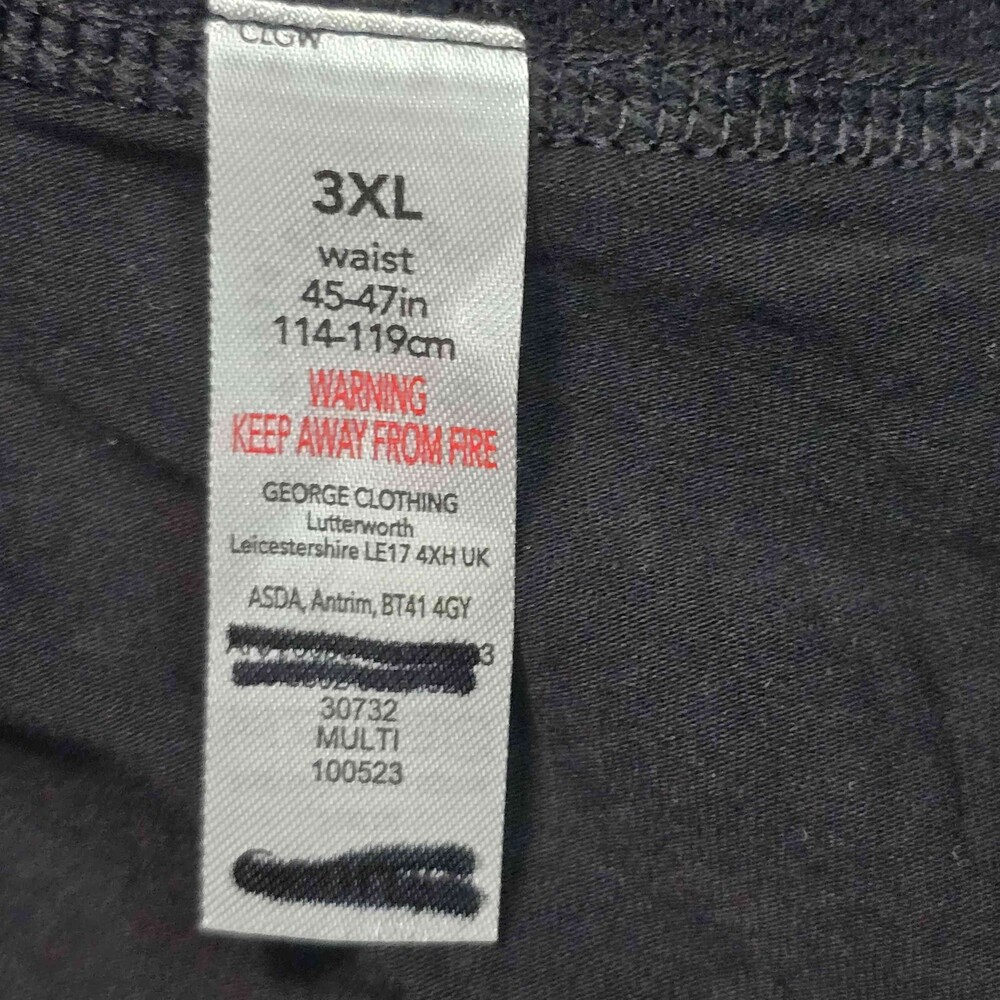 CLGW
3XL
waist
45-47in
114-119cm
WARNING
KEEP AWAY FROM FIRE
GEORGE CLOTHING
Lutterworth
Leicestershire LE17 4XH UK
ASDA, Antrim, BT41 4GY
30732
MULTI
100523